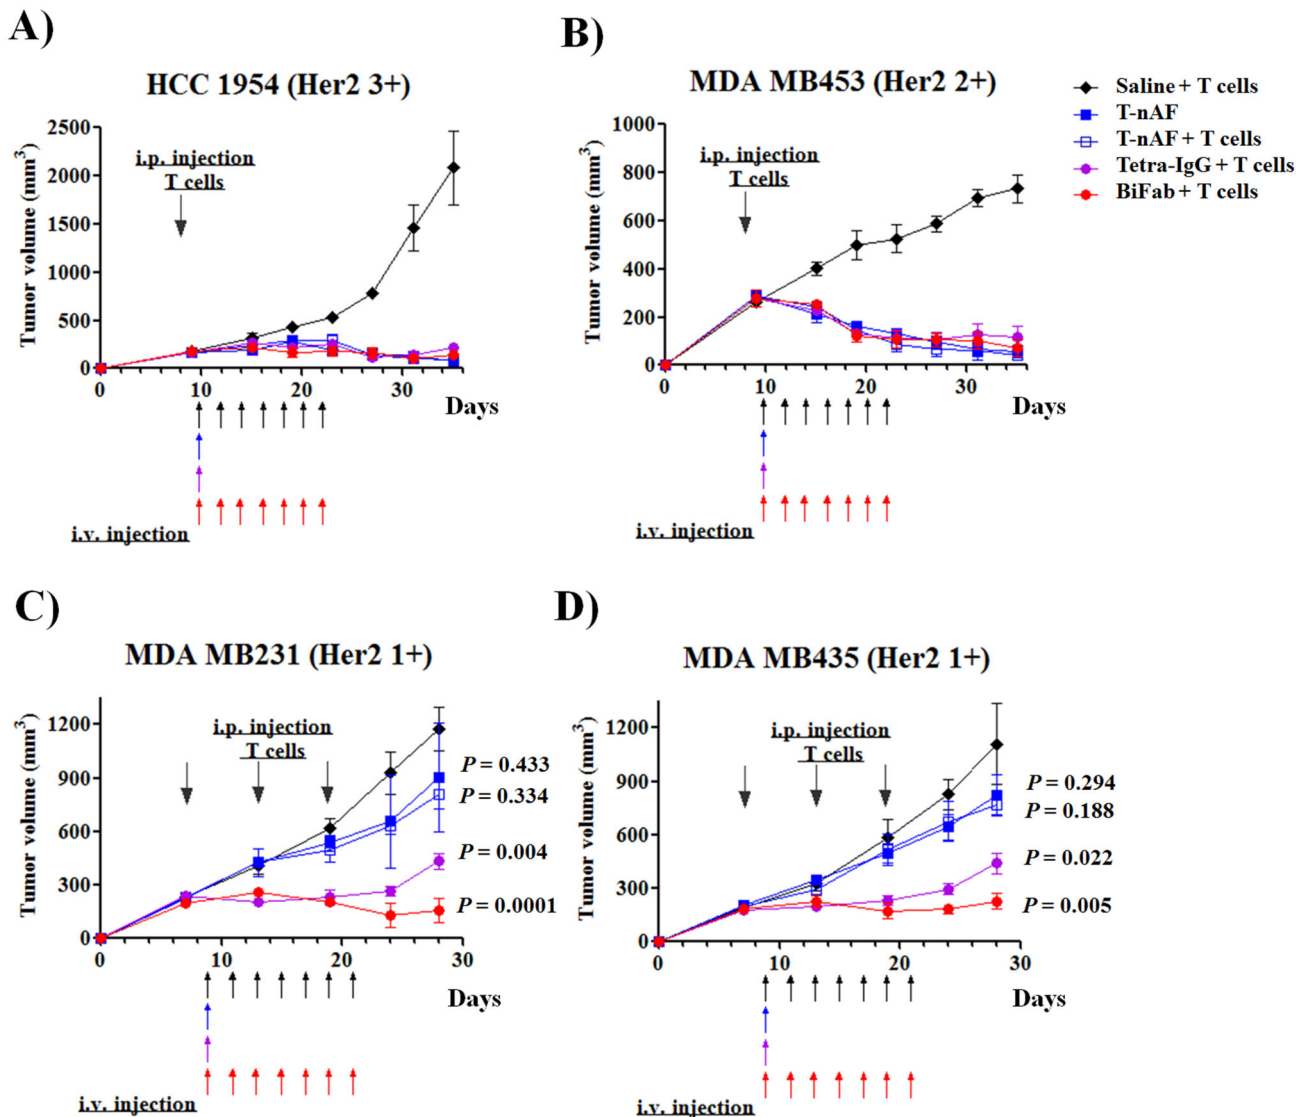 A)
HCC 1954 (Her2 3+)
Tumor volume (mm3)
2500
2000
1500
1000
500
0
i.p. injection
T cells
10
20
30
Days
i.v. injection
B)
MDA MB453 (Her2 2+)
Tumor volume (mm3)
1000
800
600
400
200
0
i.p. injection
T cells
0
10
20
30
Days
i.v. injection
Saline + T cells
T-nAF
T-nAF + T cells
Tetra-IgG + T cells
BiFab + T cells
C)
MDA MB231 (Her2 1+)
Tumor volume (mm3)
1200
900
600
300
0
i.p. injection
T cells
P = 0.433
P = 0.334
P = 0.004
P = 0.0001
0
10
20
30
Days
i.v. injection
D)
MDA MB435 (Her2 1+)
Tumor volume (mm3)
1200
900
600
300
0
i.p. injection
T cells
P = 0.294
P = 0.188
P = 0.022
P = 0.005
0
10
20
30
Days
i.v. injection